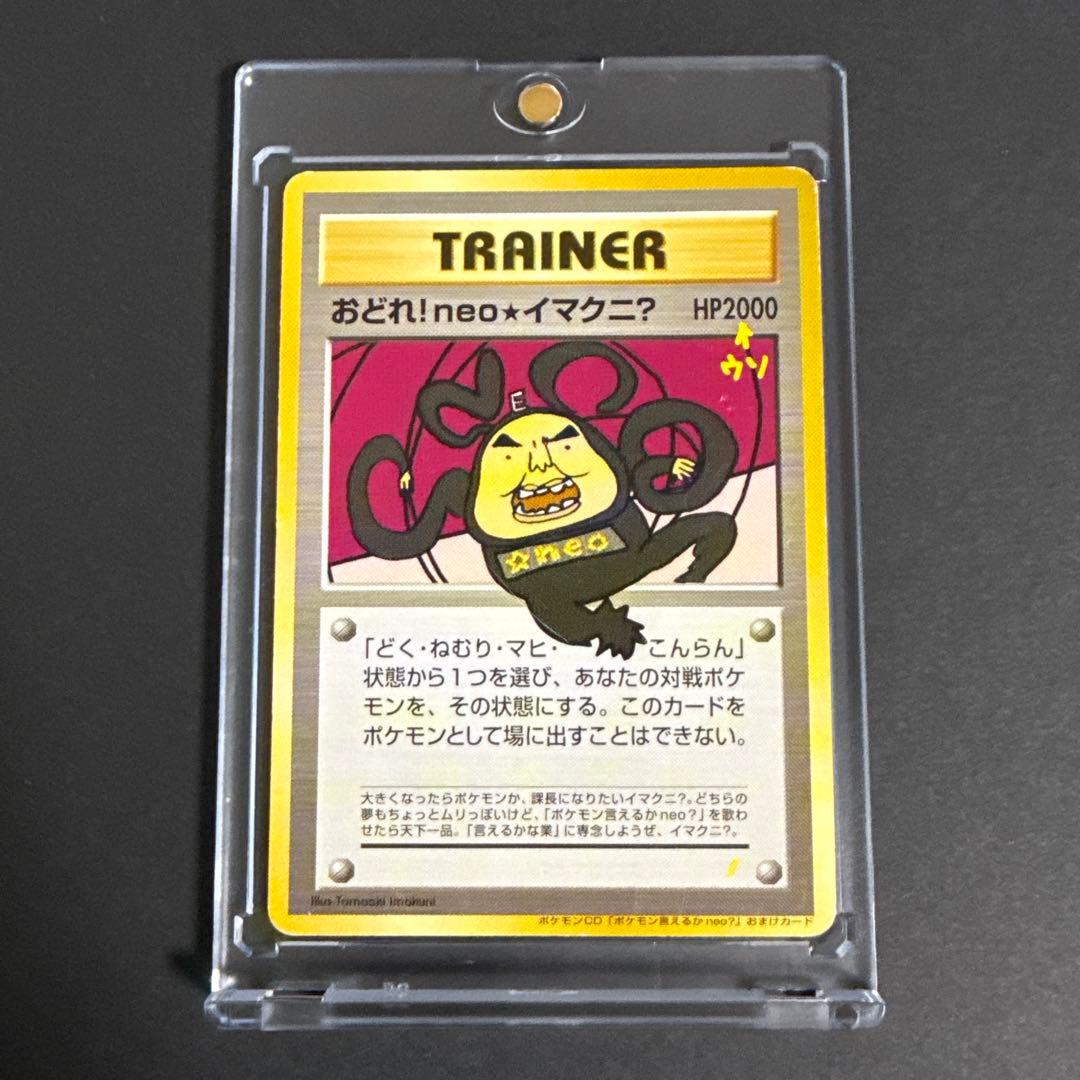 TRAINER
おどれ!neo★イマクニ? HP2000
ウソ
E
☆neo
「どく・ねむり・マヒ・ こんらん」
状態から1つを選び、あなたの対戦ポケ
モンを、その状態にする。このカードを
ポケモンとして場に出すことはできない。
大きくなったらポケモンか、課長になりたいイマクニ?。どちらの
夢もちょっとムリっぽいけど、「ポケモン言えるかneo?」を歌わ
せたら天下一品。「言えるかな業」に専念しようぜ、イマクニ?。
Illus. Tomoaki Imakuni
ポケモンCD「ポケモン言えるかneo?」おまけカード